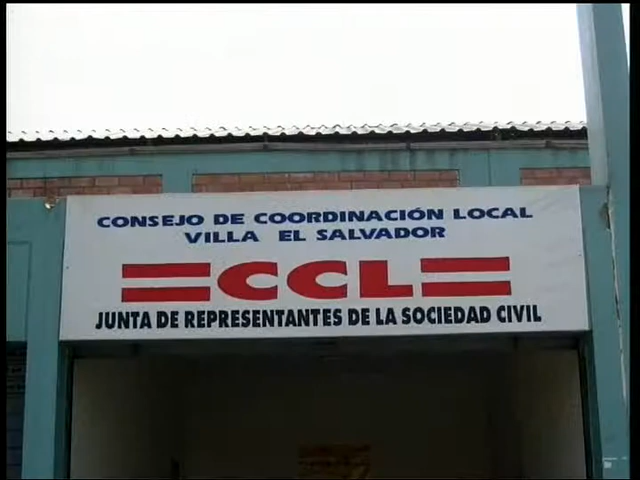 CONSEJO DE COORDINACIÓN LOCAL
VILLA EL SALVADOR
CCL
JUNTA DE REPRESENTANTES DE LA SOCIEDAD CIVIL